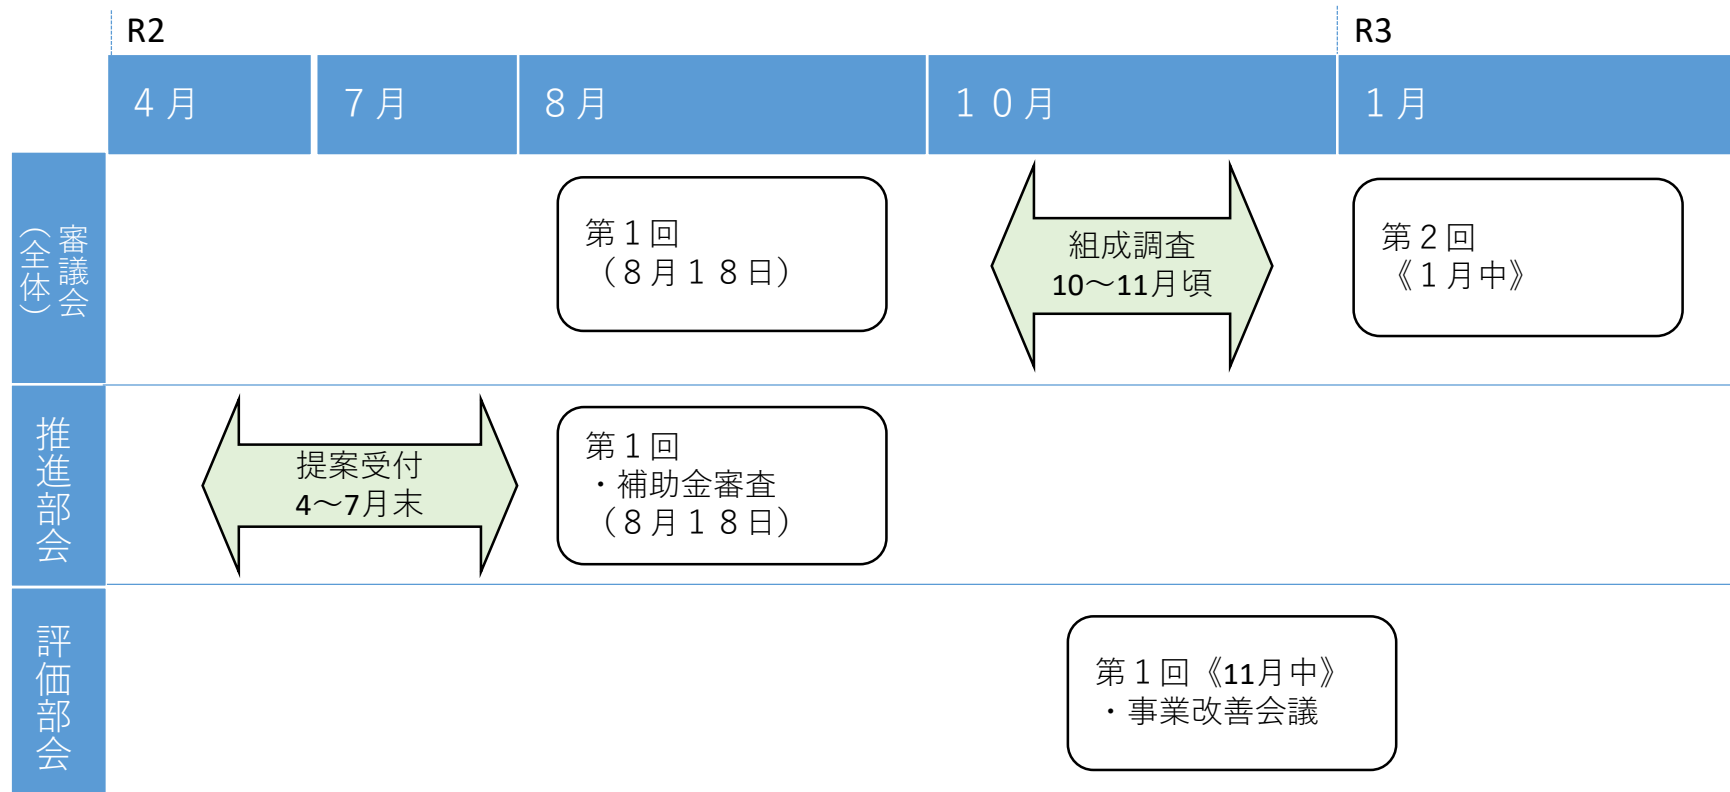 R2
R3
４月
７月
８月
１０月
１月
審議会
（全体）
第１回
（８月１８日）
組成調査
10～11月頃
第２回
《１月中》
推進部会
提案受付
4～7月末
第１回
・補助金審査
（８月１８日）
評価部会
第１回《11月中》
・事業改善会議